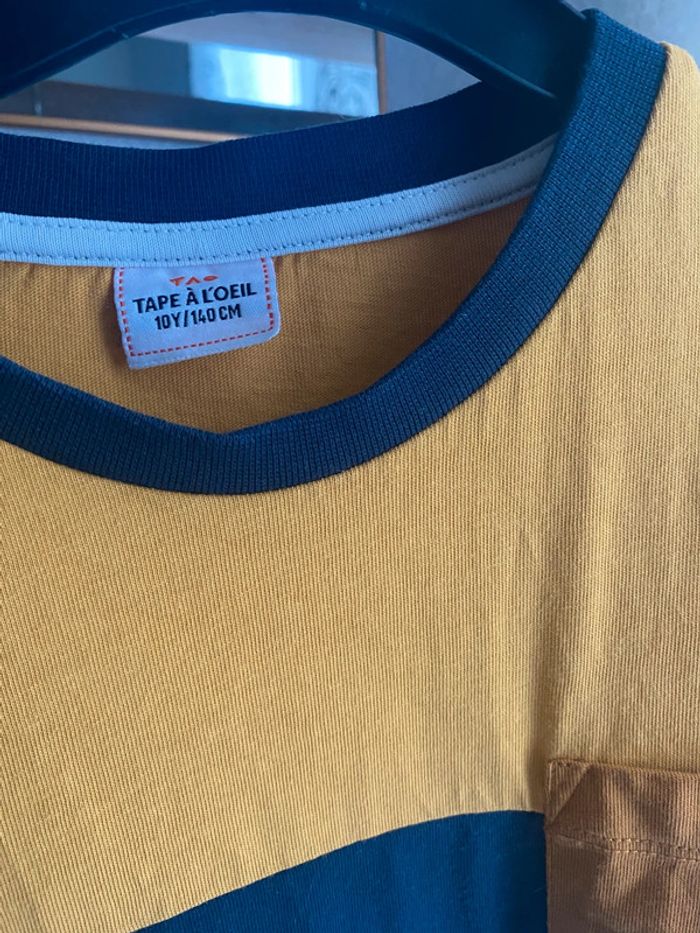 TAO
TAPE À L'OEIL
10Y/140CM